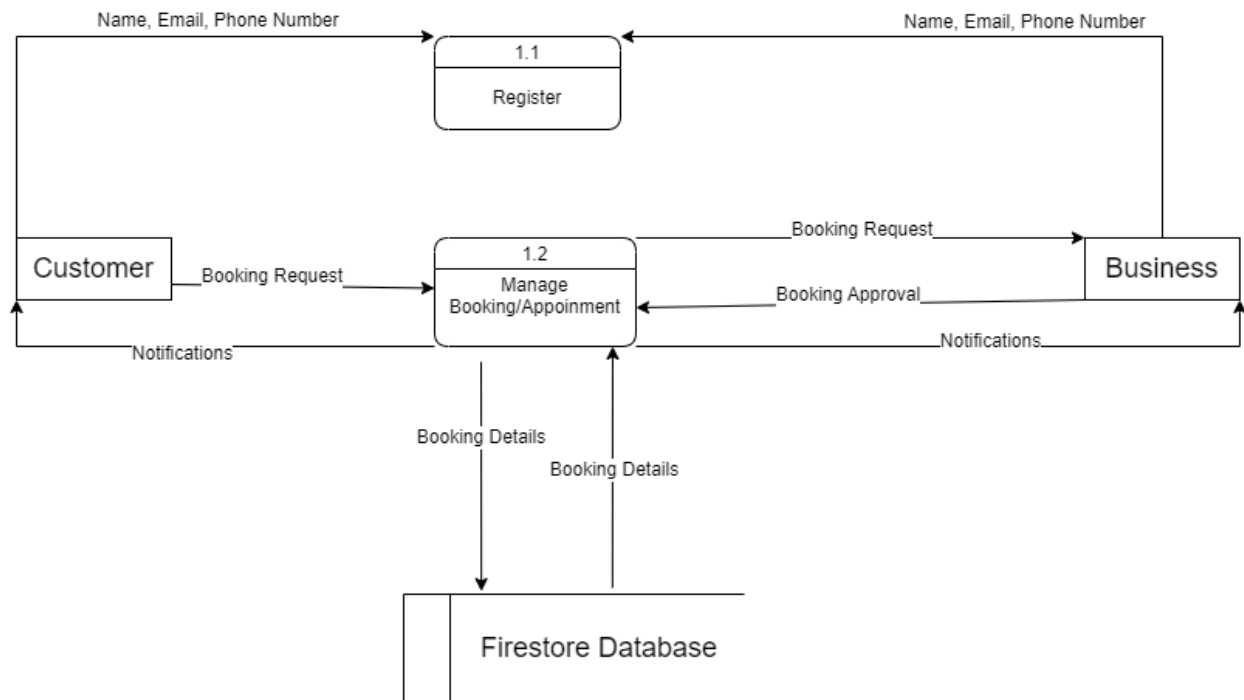 Name, Email, Phone Number
Name, Email, Phone Number
1.1
Register
Customer
Booking Request
1.2
Manage
Booking/Appoinment
Booking Request
Business
Booking Approval
Notifications
Notifications
Booking Details
Booking Details
Firestore Database